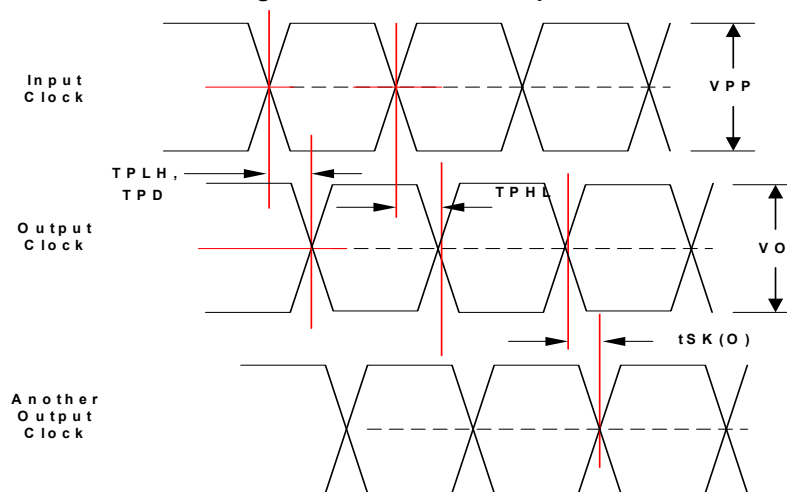 Input
Clock
VPP
TPLH,
TPD
TPHL
Output
Clock
VO
tSK(O)
Another
Output
Clock